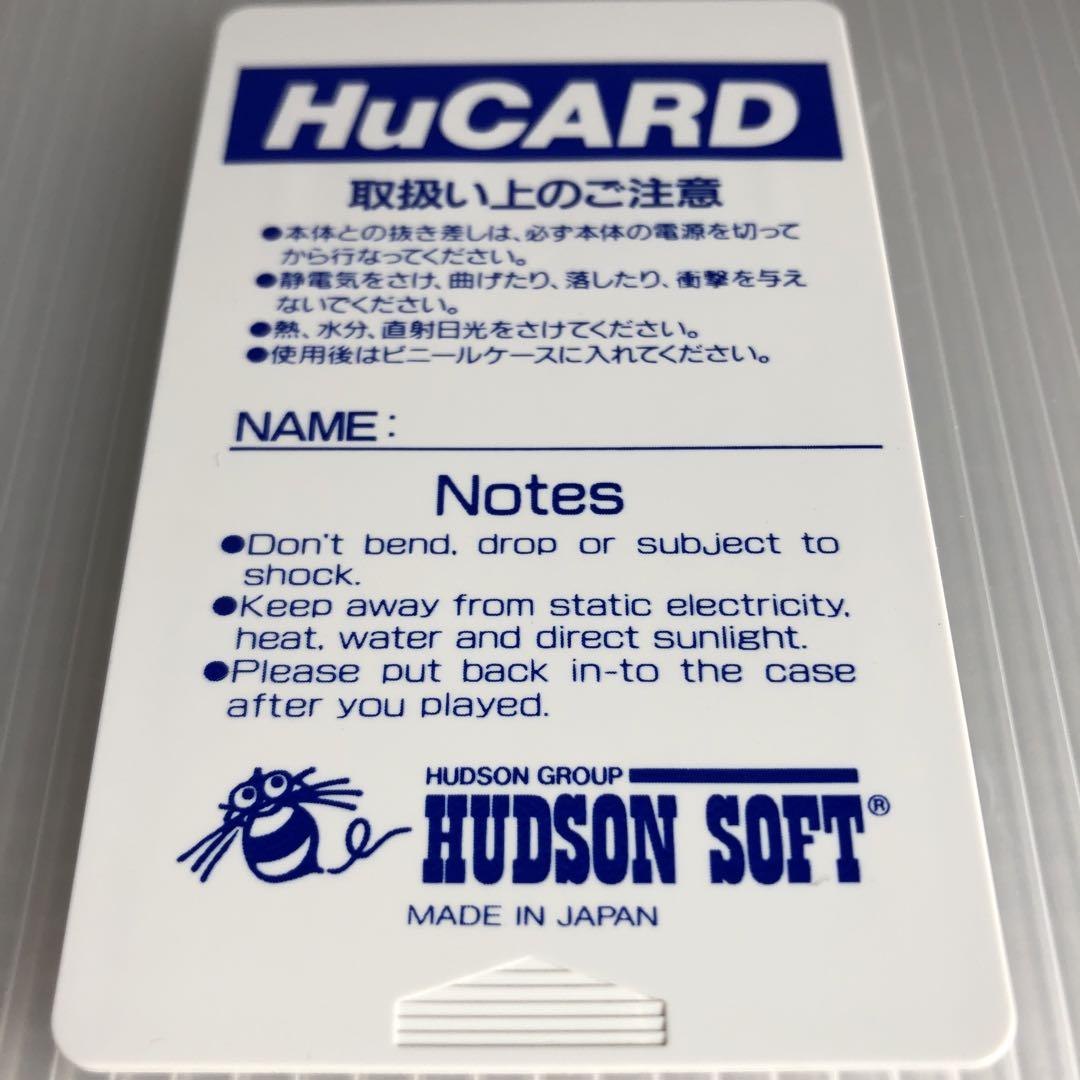 HuCARD
取扱い上のご注意
●本体との抜き差しは、必ず本体の電源を切って
から行なってください。
●静電気をさけ、曲げたり、落したり、衝撃を与え
ないでください。
●熱、水分、直射日光をさけてください。
●使用後はビニールケースに入れてください。
NAME:
Notes
●Don't bend, drop or subject to
shock.
●Keep away from static electricity,
heat, water and direct sunlight.
●Please put back in-to the case
after you played.
HUDSON GROUP
HUDSON SOFT®
MADE IN JAPAN